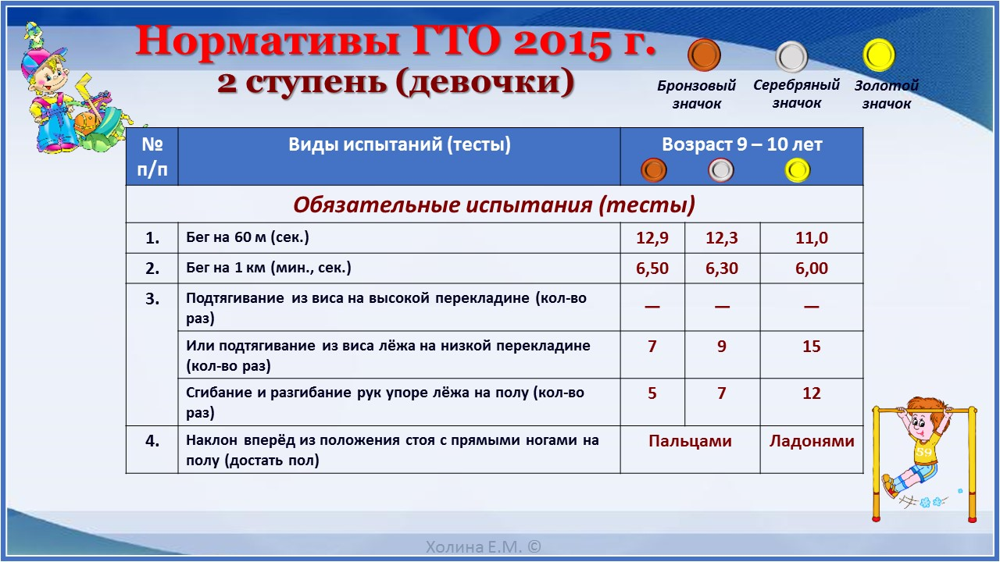 Нормативы ГТО 2015 г.
2 ступень (девочки)
Бронзовый значок
Серебряный значок
Золотой значок
№ п/п
Виды испытаний (тесты)
Возраст 9 – 10 лет
Обязательные испытания (тесты)
1. Бег на 60 м (сек.) 12,9 12,3 11,0
2. Бег на 1 км (мин., сек.) 6,50 6,30 6,00
3. Подтягивание из виса на высокой перекладине (кол-во
раз) — — —
Или подтягивание из виса лёжа на низкой перекладине
(кол-во раз) 7 9 15
Сгибание и разгибание рук упоре лёжа на полу (кол-во
раз) 5 7 12
4. Наклон вперёд из положения стоя с прямыми ногами на
полу (достать пол) Пальцами Ладонями
59
Холина Е.М. ©